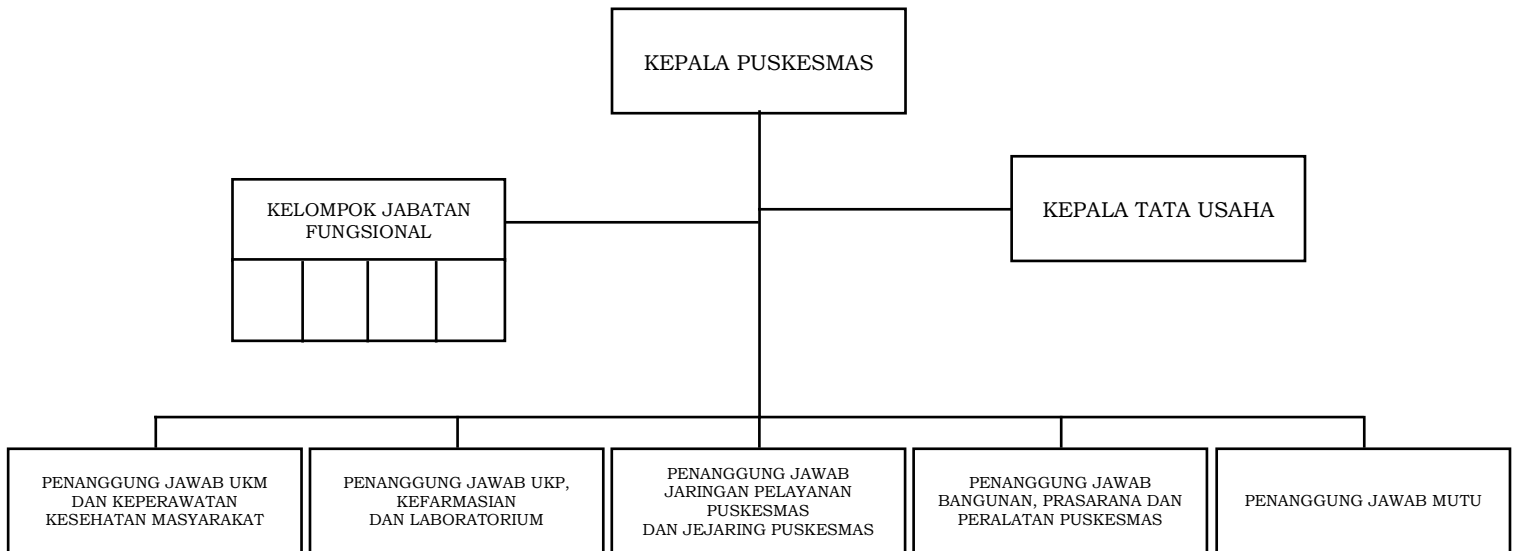 KEPALA PUSKESMAS
KELOMPOK JABATAN
FUNGSIONAL
KEPALA TATA USAHA
PENANGGUNG JAWAB UKM
DAN KEPERAWATAN
KESEHATAN MASYARAKAT
PENANGGUNG JAWAB UKP,
KEFARMASIAN
DAN LABORATORIUM
PENANGGUNG JAWAB
JARINGAN PELAYANAN
PUSKESMAS
DAN JEJARING PUSKESMAS
PENANGGUNG JAWAB
BANGUNAN, PRASARANA DAN
PERALATAN PUSKESMAS
PENANGGUNG JAWAB MUTU